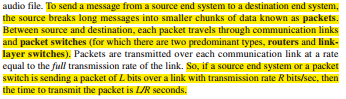 audio file. To send a message from a source end system to a destination end system,
the source breaks long messages into smaller chunks of data known as packets.
Between source and destination, each packet travels through communication links
and packet switches (for which there are two predominant types, routers and link-
layer switches). Packets are transmitted over each communication link at a rate
equal to the full transmission rate of the link. So, if a source end system or a packet
switch is sending a packet of L bits over a link with transmission rate R bits/sec, then
the time to transmit the packet is L/R seconds.